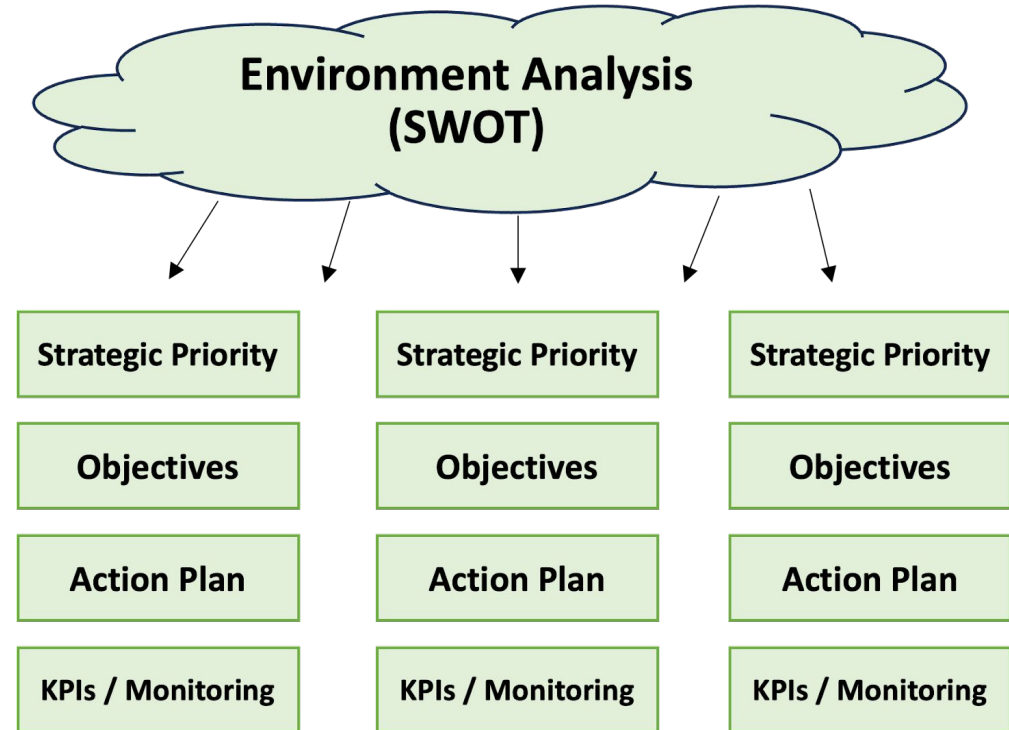 Environment Analysis
(SWOT)
Strategic Priority
Strategic Priority
Strategic Priority
Objectives
Objectives
Objectives
Action Plan
Action Plan
Action Plan
KPIs / Monitoring
KPIs / Monitoring
KPIs / Monitoring